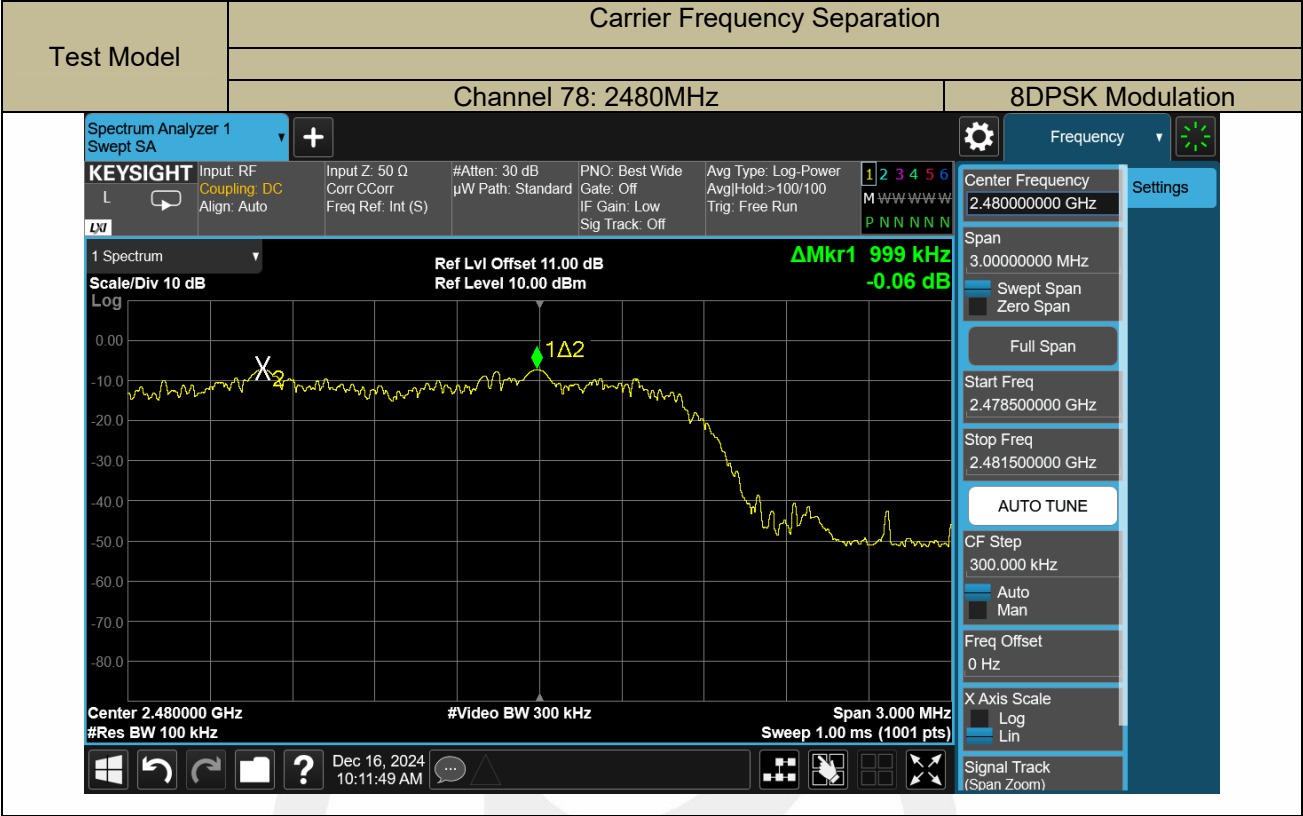 Test Model
Carrier Frequency Separation
Channel 78: 2480MHz
8DPSK Modulation
Spectrum Analyzer 1
Swept SA
Frequency
KEYSIGHT
L
LXI
Input: RF
Coupling: DC
Align: Auto
Input Z: 50 Ω
Corr CCorr
Freq Ref: Int (S)
#Atten: 30 dB
µW Path: Standard
PNO: Best Wide
Gate: Off
IF Gain: Low
Sig Track: Off
Avg Type: Log-Power
Avg|Hold:>100/100
Trig: Free Run
1 2 3 4 5 6
M W W W W W
P N N N N N
1 Spectrum
Scale/Div 10 dB
Log
Ref Lvl Offset 11.00 dB
Ref Level 10.00 dBm
ΔMkr1 999 kHz
-0.06 dB
0.00
-10.0
-20.0
-30.0
-40.0
-50.0
-60.0
-70.0
-80.0
X2
1Δ2
Center 2.480000 GHz
#Res BW 100 kHz
#Video BW 300 kHz
Span 3.000 MHz
Sweep 1.00 ms (1001 pts)
Dec 16, 2024
10:11:49 AM
Center Frequency
2.480000000 GHz
Settings
Span
3.00000000 MHz
Swept Span
Zero Span
Full Span
Start Freq
2.478500000 GHz
Stop Freq
2.481500000 GHz
AUTO TUNE
CF Step
300.000 kHz
Auto
Man
Freq Offset
0 Hz
X Axis Scale
Log
Lin
Signal Track
(Span Zoom)